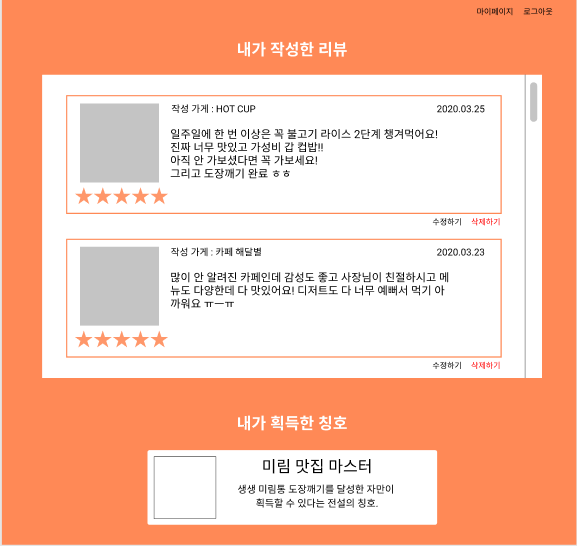 마이페이지 로그아웃
내가 작성한 리뷰
작성 가게 : HOT CUP 2020.03.25
일주일에 한 번 이상은 꼭 불고기 라이스 2단계 챙겨먹어요!
진짜 너무 맛있고 가성비 갑 컵밥!!
아직 안 가보셨다면 꼭 가보세요!
그리고 도장깨기 완료 ㅎㅎ
수정하기 삭제하기
작성 가게 : 카페 해달별 2020.03.23
많이 안 알려진 카페인데 감성도 좋고 사장님이 친절하시고 메
뉴도 다양한데 다 맛있어요! 디저트도 다 너무 예뻐서 먹기 아
까워요 ㅠㅡㅠ
수정하기 삭제하기
내가 획득한 칭호
미림 맛집 마스터
생생 미림통 도장깨기를 달성한 자만이
획득할 수 있다는 전설의 칭호.